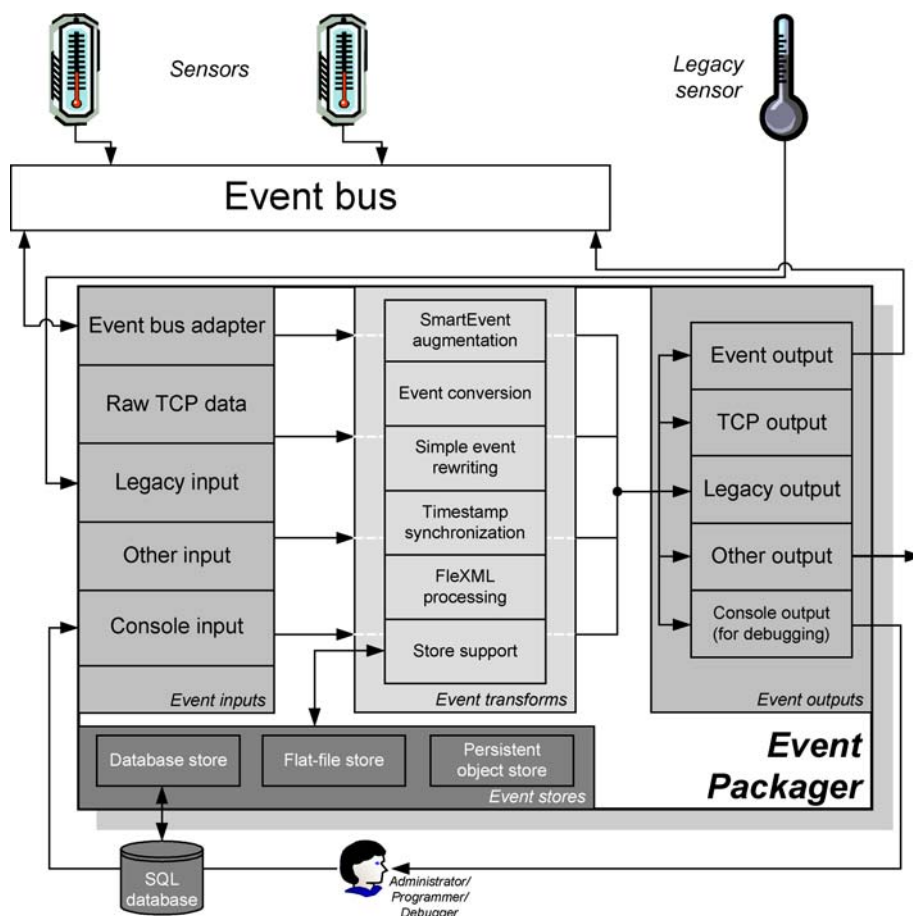 Sensors
Legacy
sensor
Event bus
Event bus adapter
Raw TCP data
Legacy input
Other input
Console input
Event inputs
SmartEvent
augmentation
Event conversion
Simple event
rewriting
Timestamp
synchronization
FleXML
processing
Store support
Event transforms
Event output
TCP output
Legacy output
Other output
Console output
(for debugging)
Event outputs
Database store
Flat-file store
Persistent
object store
Event stores
Event
Packager
SQL
database
Administrator/
Programmer/
Debugger